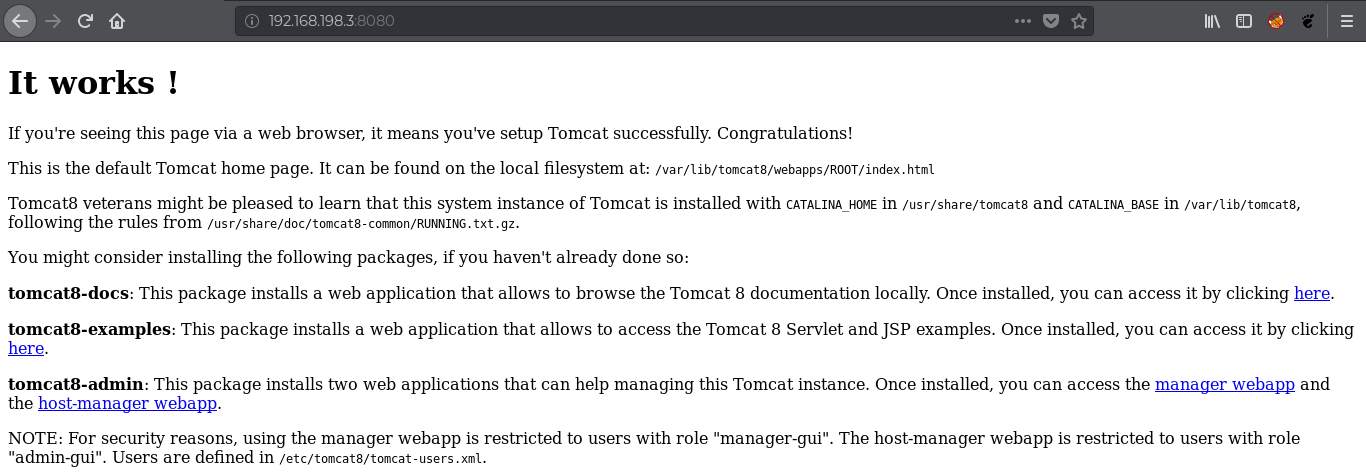 192.168.198.3:8080
It works !
If you're seeing this page via a web browser, it means you've setup Tomcat successfully. Congratulations!
This is the default Tomcat home page. It can be found on the local filesystem at: /var/lib/tomcat8/webapps/ROOT/index.html
Tomcat8 veterans might be pleased to learn that this system instance of Tomcat is installed with CATALINA_HOME in /usr/share/tomcat8 and CATALINA_BASE in /var/lib/tomcat8,
following the rules from /usr/share/doc/tomcat8-common/RUNNING.txt.gz.
You might consider installing the following packages, if you haven't already done so:
tomcat8-docs: This package installs a web application that allows to browse the Tomcat 8 documentation locally. Once installed, you can access it by clicking here.
tomcat8-examples: This package installs a web application that allows to access the Tomcat 8 Servlet and JSP examples. Once installed, you can access it by clicking
here.
tomcat8-admin: This package installs two web applications that can help managing this Tomcat instance. Once installed, you can access the manager webapp and
the host-manager webapp.
NOTE: For security reasons, using the manager webapp is restricted to users with role "manager-gui". The host-manager webapp is restricted to users with role
"admin-gui". Users are defined in /etc/tomcat8/tomcat-users.xml.